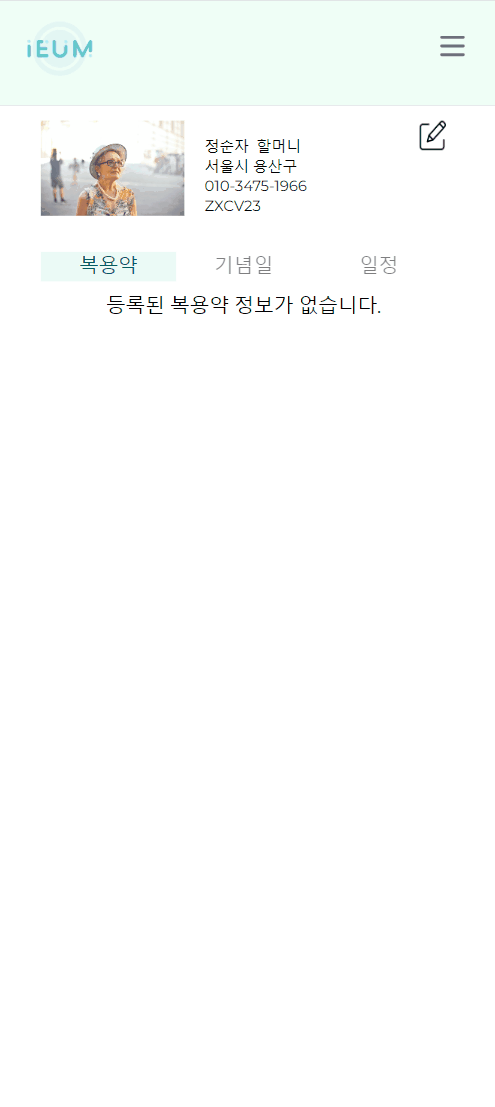 iEUM
정순자 할머니
서울시 용산구
010-3475-1966
ZXCV23
복용약 기념일 일정
등록된 복용약 정보가 없습니다.